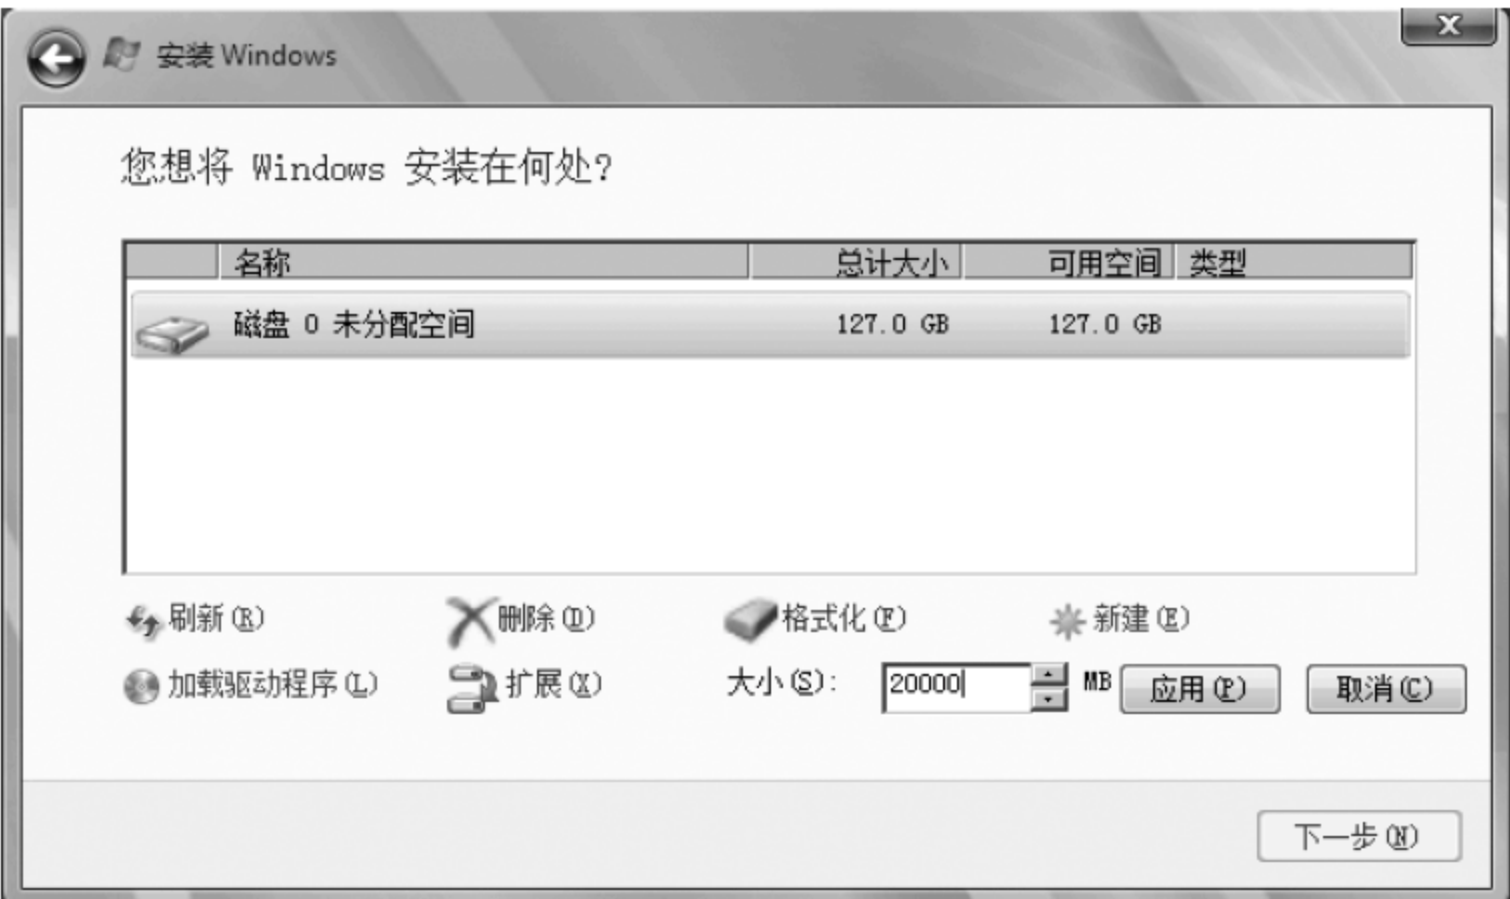 安装 Windows
您想将 Windows 安装在何处?
名称 总计大小 可用空间 类型
磁盘 0 未分配空间 127.0 GB 127.0 GB
刷新(R) 删除(D) 格式化(F) 新建(E)
加载驱动程序(L) 扩展(X) 大小(S): 20000 MB 应用(P) 取消(C)
下一步(N)